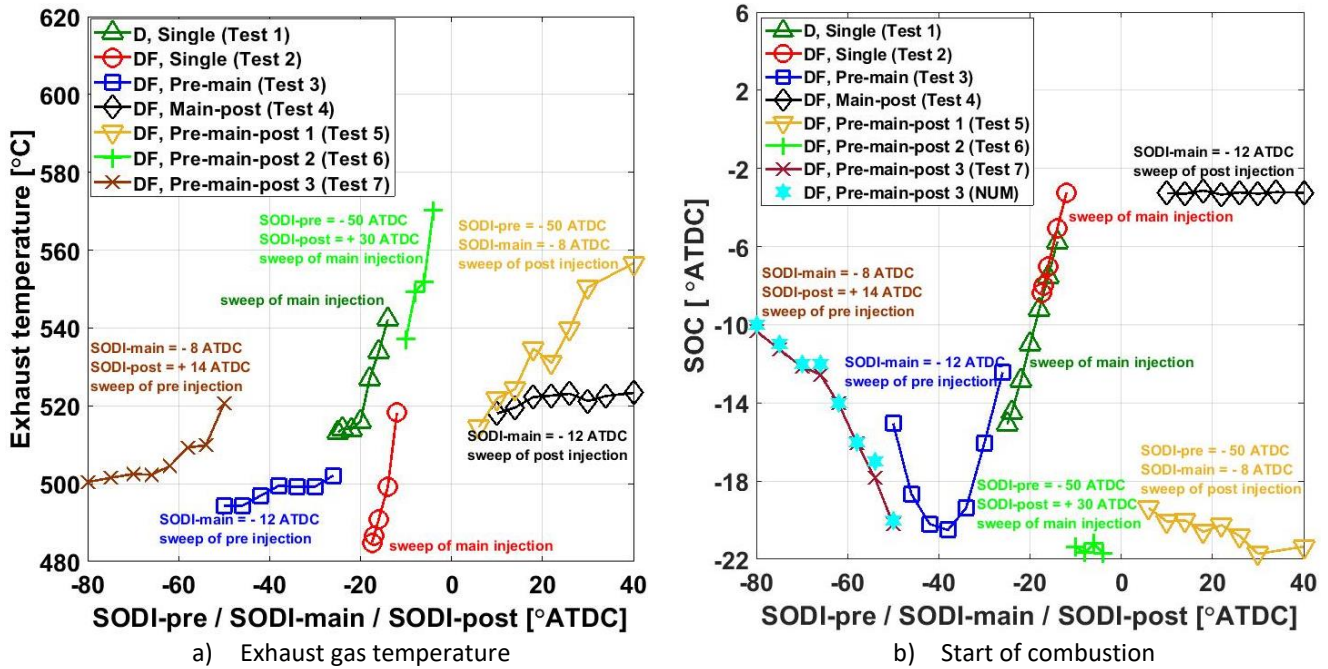 620
600
580
560
540
520
500
480
-80
-60
-40
-20
0
20
40
Exhaust temperature [°C]
SODI-pre / SODI-main / SODI-post [°ATDC]
D, Single (Test 1)
DF, Single (Test 2)
DF, Pre-main (Test 3)
DF, Main-post (Test 4)
DF, Pre-main-post 1 (Test 5)
DF, Pre-main-post 2 (Test 6)
DF, Pre-main-post 3 (Test 7)
SODI-pre = - 50 ATDC
SODI-post = + 30 ATDC
sweep of main injection
SODI-pre = - 50 ATDC
SODI-main = - 8 ATDC
sweep of post injection
sweep of main injection
SODI-main = - 8 ATDC
SODI-post = + 14 ATDC
sweep of pre injection
SODI-main = - 12 ATDC
sweep of post injection
SODI-main = - 12 ATDC
sweep of pre injection
sweep of main injection
a) Exhaust gas temperature
6
2
-2
-6
-10
-14
-18
-22
-80
-60
-40
-20
0
20
40
SOC [ °ATDC]
SODI-pre / SODI-main / SODI-post [°ATDC]
D, Single (Test 1)
DF, Single (Test 2)
DF, Pre-main (Test 3)
DF, Main-post (Test 4)
DF, Pre-main-post 1 (Test 5)
DF, Pre-main-post 2 (Test 6)
DF, Pre-main-post 3 (Test 7)
DF, Pre-main-post 3 (NUM)
SODI-main = - 12 ATDC
sweep of post injection
sweep of main injection
SODI-main = - 8 ATDC
SODI-post = + 14 ATDC
sweep of pre injection
SODI-main = - 12 ATDC
sweep of pre injection
sweep of main injection
SODI-pre = - 50 ATDC
SODI-main = - 8 ATDC
sweep of post injection
SODI-pre = - 50 ATDC
SODI-post = + 30 ATDC
sweep of main injection
b) Start of combustion